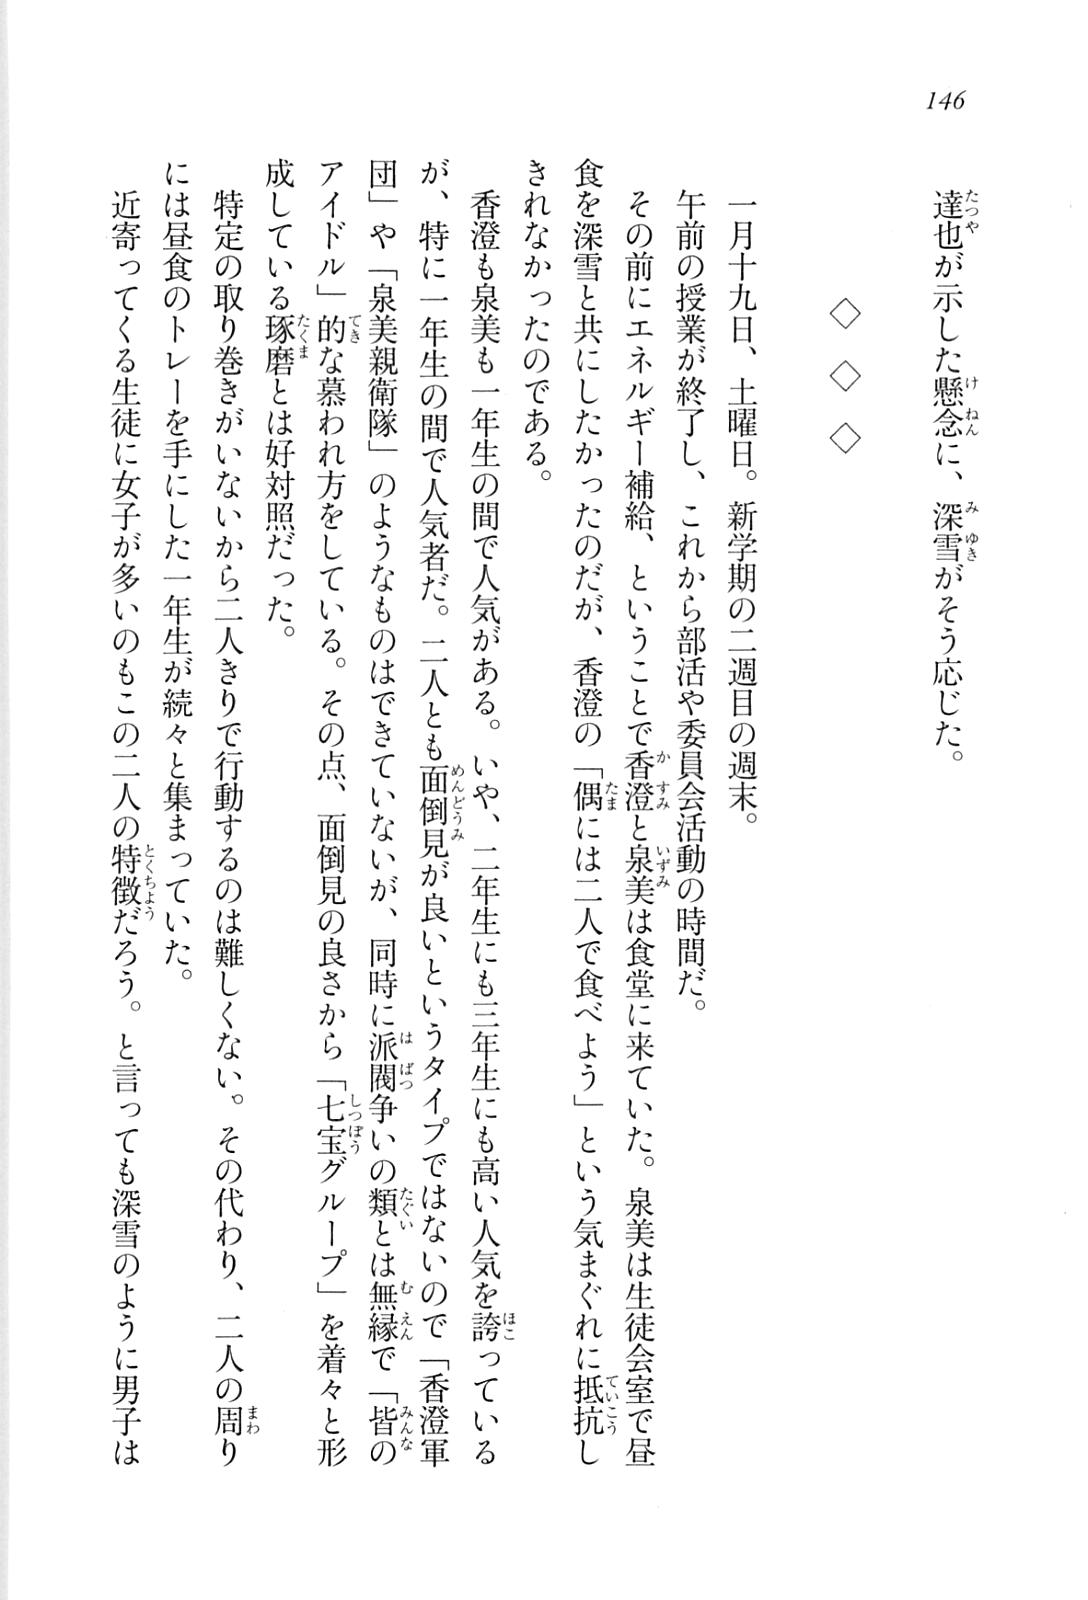 146
達也が示した懸念に、深雪がそう応じた。
◇　◇　◇
一月十九日、土曜日。新学期の二週目の週末。
午前の授業が終了し、これから部活や委員会活動の時間だ。
その前にエネルギー補給、ということで香澄と泉美は食堂に来ていた。泉美は生徒会室で昼
食を深雪と共にしたかったのだが、香澄の「偶には二人で食べよう」という気まぐれに抵抗し
きれなかったのである。
香澄も泉美も一年生の間で人気がある。いや、二年生にも三年生にも高い人気を誇っている
が、特に一年生の間で人気者だ。二人とも面倒見が良いというタイプではないので「香澄軍
団」や「泉美親衛隊」のようなものはできていないが、同時に派閥争いの類とは無縁で「皆の
アイドル」的な慕われ方をしている。その点、面倒見の良さから「七宝グループ」を着々と形
成している琢磨とは好対照だった。
特定の取り巻きがいないから二人きりで行動するのは難しくない。その代わり、二人の周り
には昼食のトレーを手にした一年生が続々と集まっていた。
近寄ってくる生徒に女子が多いのもこの二人の特徴だろう。と言っても深雪のように男子は